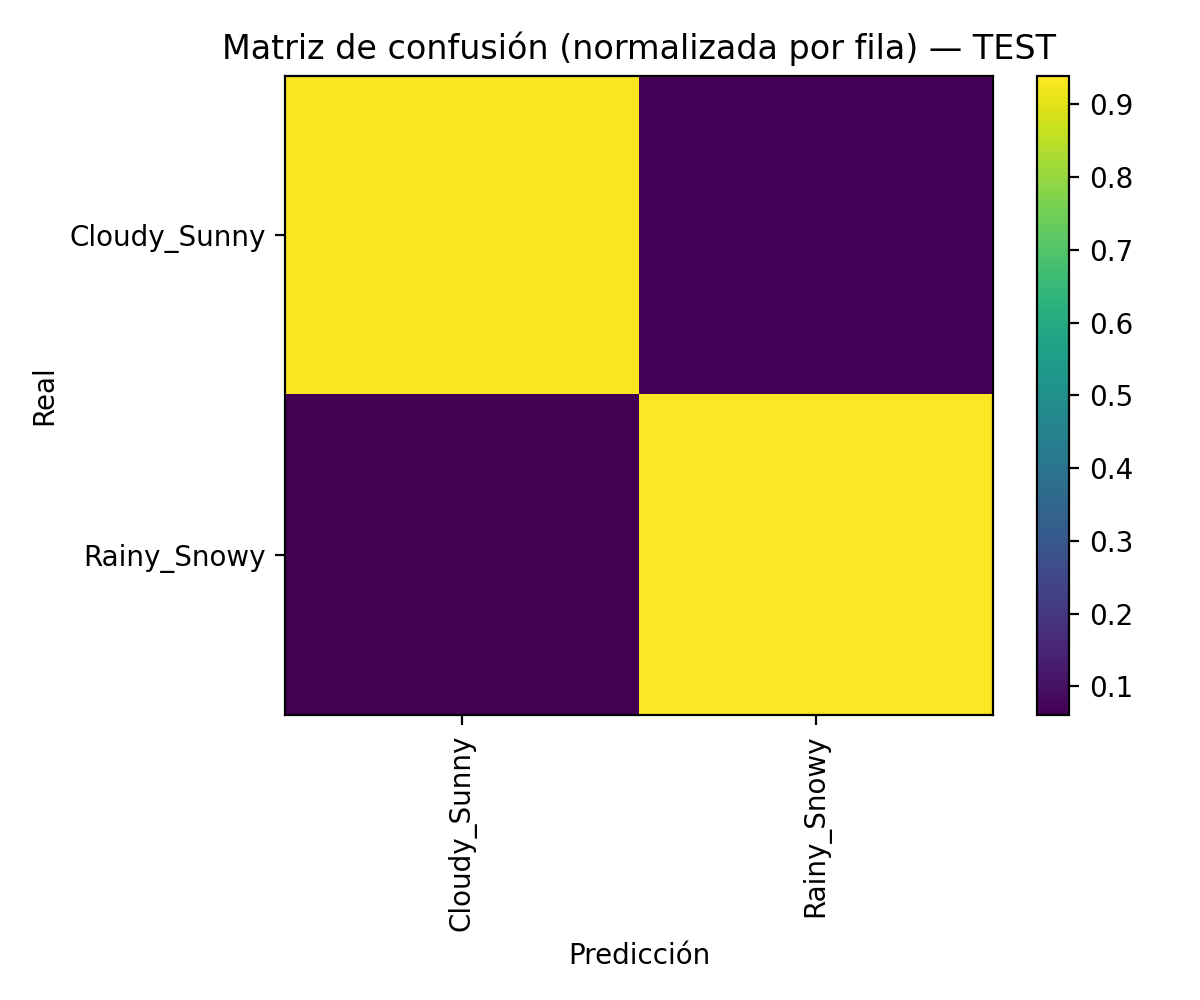 Matriz de confusión (normalizada por fila) — TEST
Cloudy_Sunny
Rainy_Snowy
Real
Cloudy_Sunny
Rainy_Snowy
Predicción
0.9
0.8
0.7
0.6
0.5
0.4
0.3
0.2
0.1